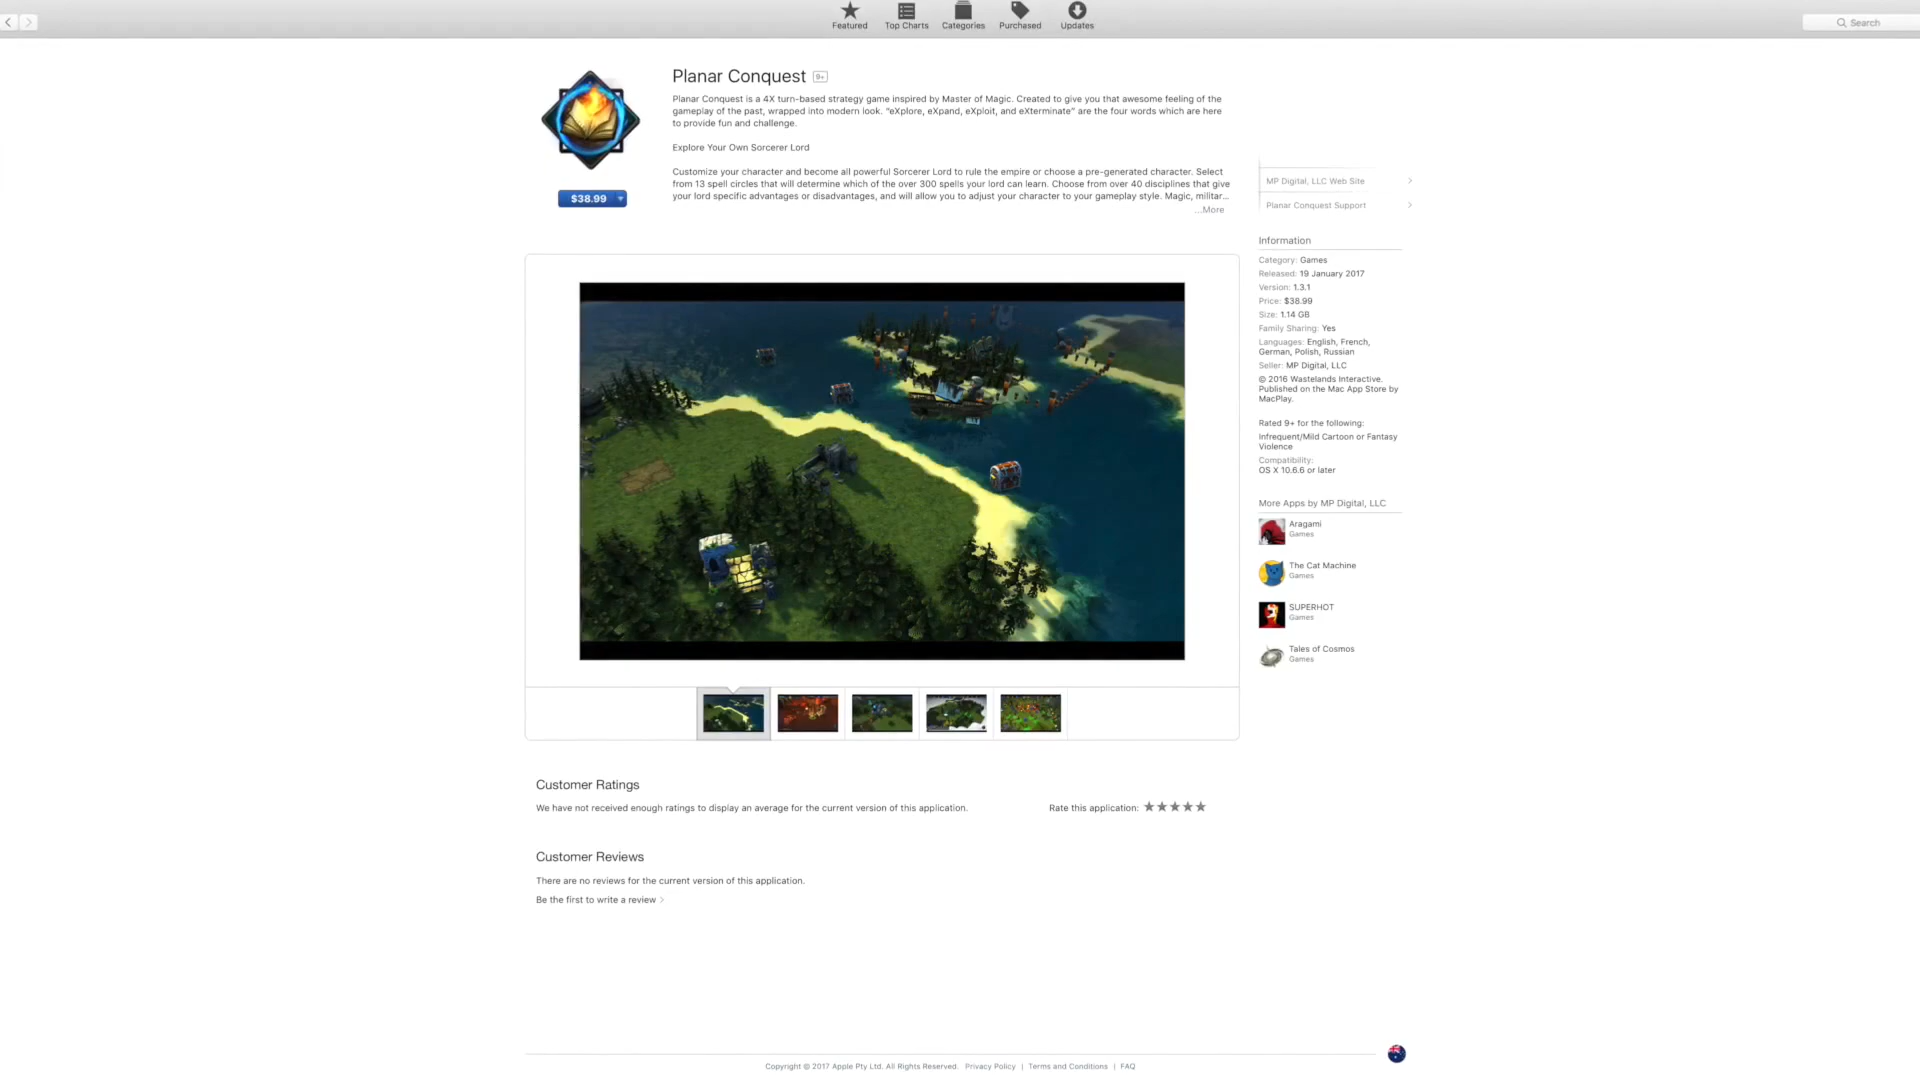 Featured
Top Charts
Categories
Purchased
Updates
Search
Planar Conquest 9+
Planar Conquest is a 4X turn-based strategy game inspired by Master of Magic. Created to give you that awesome feeling of the
gameplay of the past, wrapped into modern look. "eXplore, eXpand, eXploit, and eXterminate" are the four words which are here
to provide fun and challenge.
Explore Your Own Sorcerer Lord
Customize your character and become all powerful Sorcerer Lord to rule the empire or choose a pre-generated character. Select
from 13 spell circles that will determine which of the over 300 spells your lord can learn. Choose from over 40 disciplines that give
your lord specific advantages or disadvantages, and will allow you to adjust your character to your gameplay style. Magic, militar...
...More
$38.99
MP Digital, LLC Web Site
Planar Conquest Support
Information
Category: Games
Released: 19 January 2017
Version: 1.3.1
Price: $38.99
Size: 1.14 GB
Family Sharing: Yes
Languages: English, French,
German, Polish, Russian
Seller: MP Digital, LLC
© 2016 Wastelands Interactive.
Published on the Mac App Store by
MacPlay.
Rated 9+ for the following:
Infrequent/Mild Cartoon or Fantasy
Violence
Compatibility:
OS X 10.6.6 or later
More Apps by MP Digital, LLC
Aragami
Games
The Cat Machine
Games
SUPERHOT
Games
Tales of Cosmos
Games
Customer Ratings
We have not received enough ratings to display an average for the current version of this application.
Rate this application:
Customer Reviews
There are no reviews for the current version of this application.
Be the first to write a review
Copyright © 2017 Apple Pty Ltd. All Rights Reserved. Privacy Policy | Terms and Conditions | FAQ